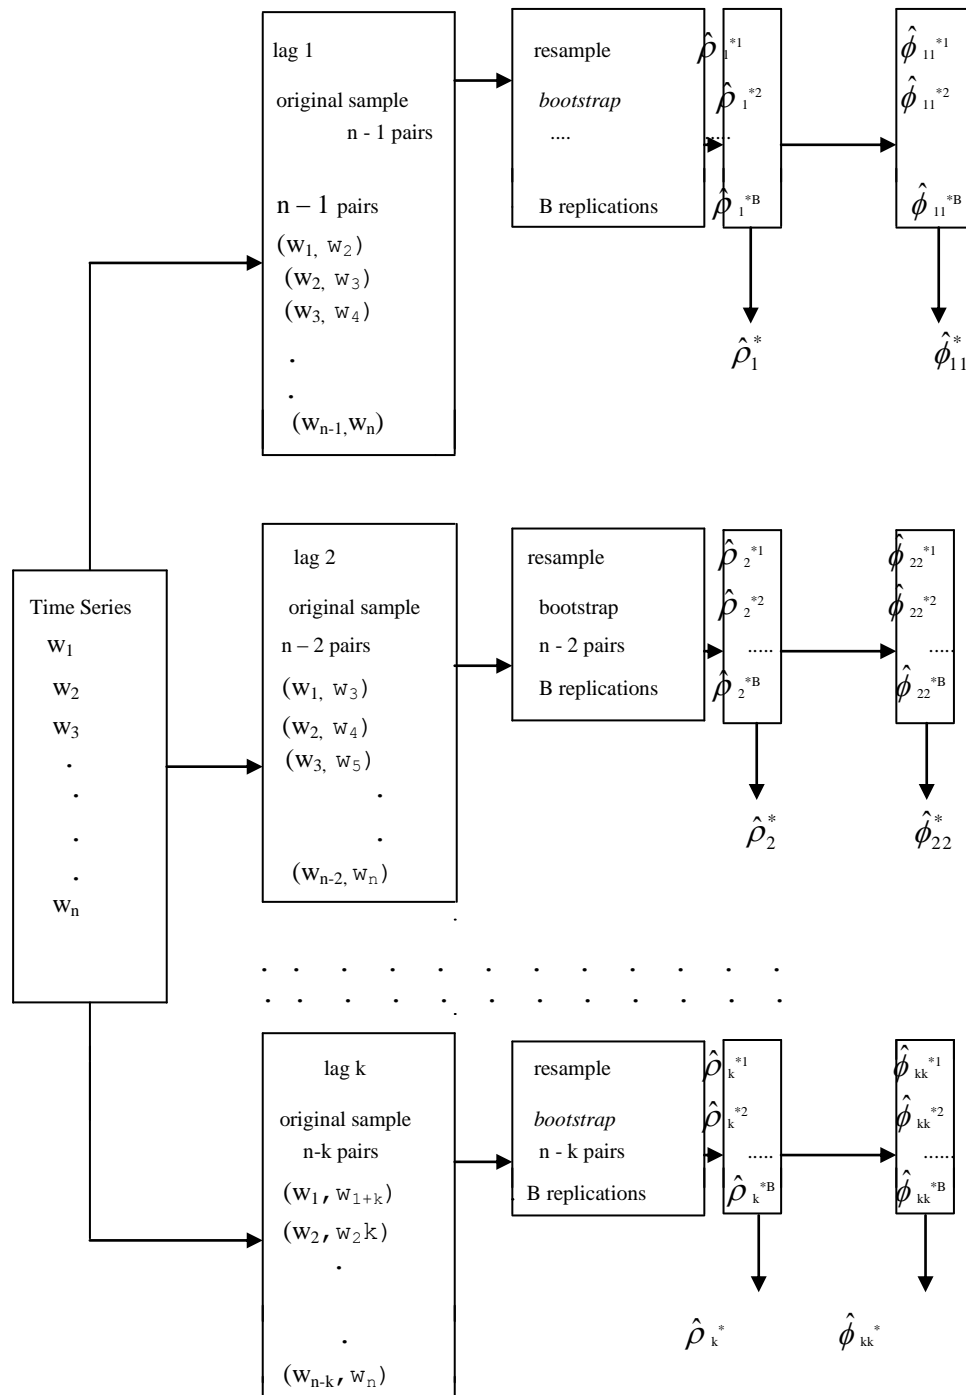 Time Series
w₁
w₂
w₃
.
.
.
.
wₙ
lag 1
original sample
n - 1 pairs
n – 1 pairs
(w₁, w₂)
(w₂, w₃)
(w₃, w₄)
.
.
(wₙ₋₁,wₙ)
resample
bootstrap
....
B replications
ρ̂ ₁*¹
ρ̂ ₁*²
.....
ρ̂ ₁*ᴮ
ρ̂₁*
ϕ̂ ₁₁*¹
ϕ̂ ₁₁*²
ϕ̂ ₁₁*ᴮ
ϕ̂₁₁*
lag 2
original sample
n – 2 pairs
(w₁, w₃)
(w₂, w₄)
(w₃, w₅)
.
.
(wₙ₋₂, wₙ)
resample
bootstrap
n - 2 pairs
B replications
ρ̂ ₂*¹
ρ̂ ₂*²
.....
ρ̂ ₂*ᴮ
ρ̂₂*
ϕ̂ ₂₂*¹
ϕ̂ ₂₂*²
.....
ϕ̂ ₂₂*ᴮ
ϕ̂₂₂*
. . . . . . . . . . . .
. . . . . . . . . . . .
lag k
original sample
n-k pairs
(w₁, w₁₊ₖ)
(w₂, w₂k)
.
.
(wₙ₋ₖ, wₙ)
resample
bootstrap
n - k pairs
B replications
ρ̂ ₖ*¹
ρ̂ ₖ*²
.....
ρ̂ ₖ*ᴮ
ρ̂ ₖ*
ϕ̂ ₖₖ*¹
ϕ̂ ₖₖ*²
......
ϕ̂ ₖₖ*ᴮ
ϕ̂ ₖₖ*